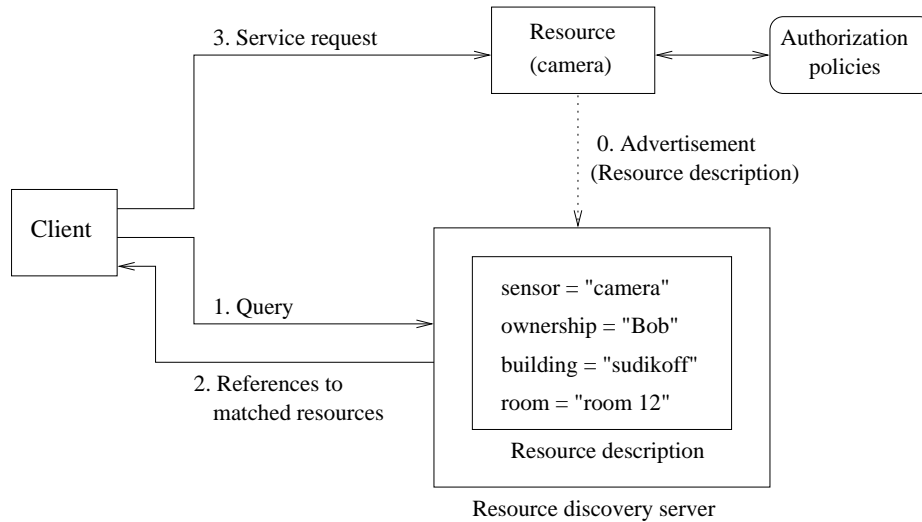 3. Service request
Resource
(camera)
Authorization
policies
0. Advertisement
(Resource description)
Client
1. Query
2. References to
matched resources
sensor = "camera"
ownership = "Bob"
building = "sudikoff"
room = "room 12"
Resource description
Resource discovery server